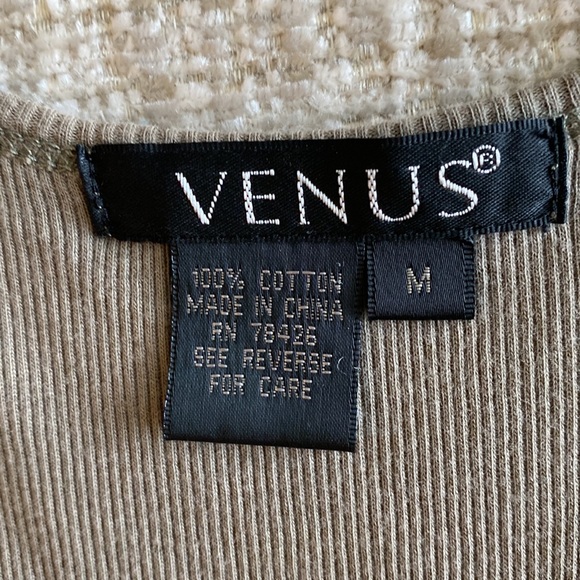 VENUS®
100% COTTON
MADE IN CHINA
RN 78426
SEE REVERSE
FOR CARE
M